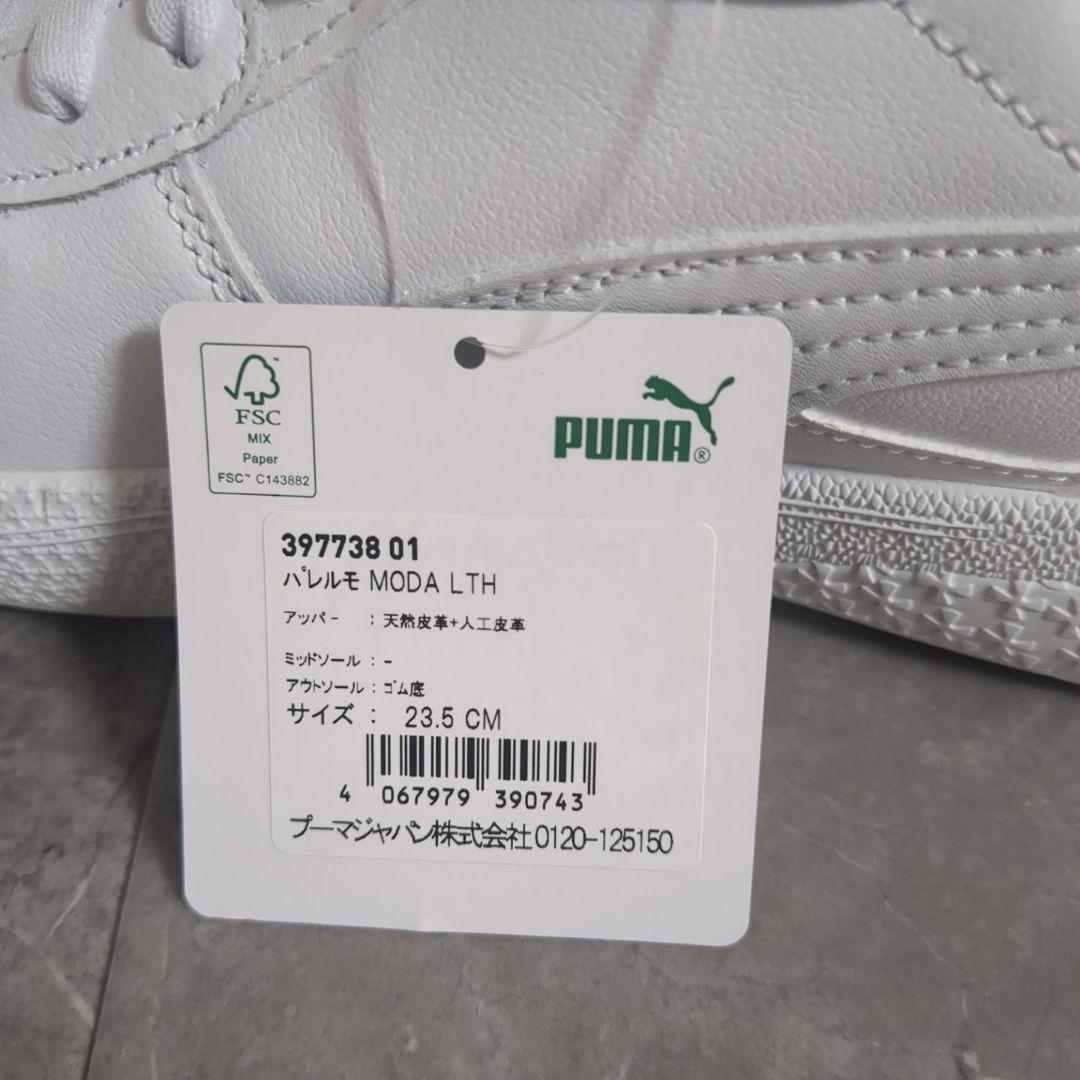 FSC™
MIX
Paper
FSC™ C143882
PUMA®
397738 01
パレルモ MODA LTH
アッパー : 天然皮革+人工皮革
ミッドソール : -
アウトソール : ゴム底
サイズ : 23.5 CM
4 067979 390743
プーマジャパン株式会社0120-125150